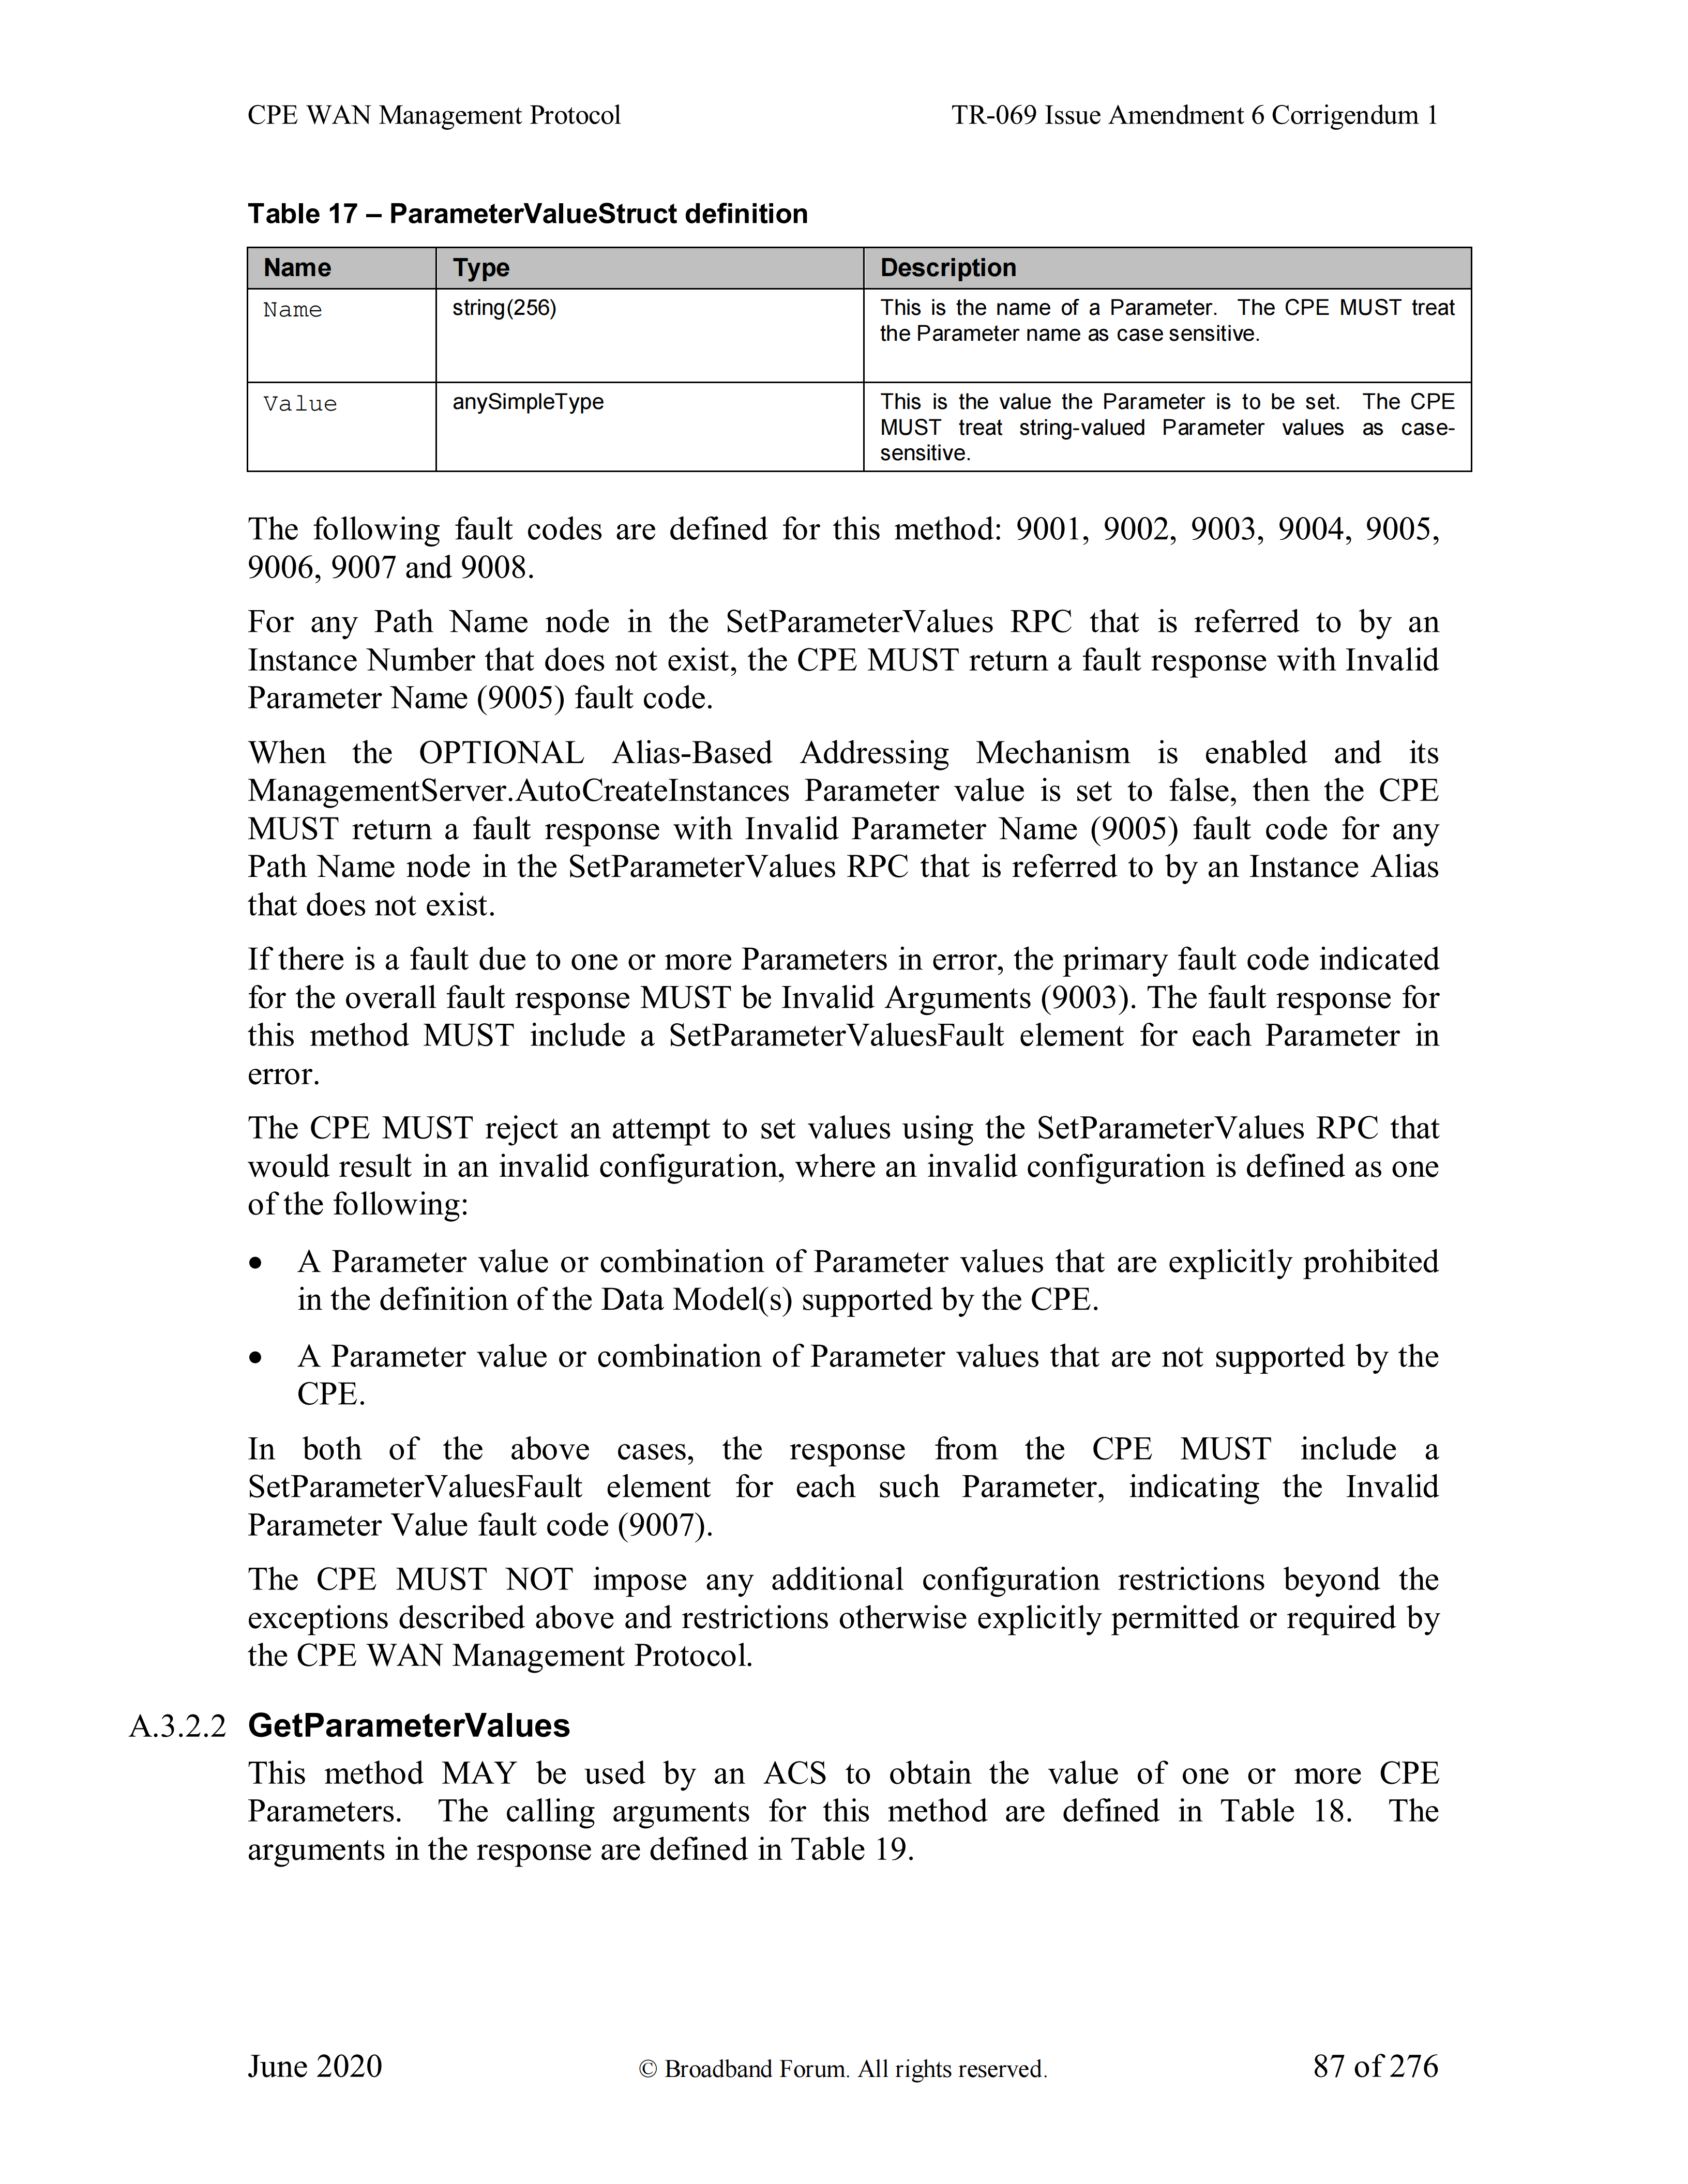 CPE WAN Management Protocol TR-069 Issue Amendment 6 Corrigendum 1
Table 17 – ParameterValueStruct definition
Name Type Description
Name string(256) This is the name of a Parameter. The CPE MUST treat
the Parameter name as case sensitive.
Value anySimpleType This is the value the Parameter is to be set. The CPE
MUST treat string-valued Parameter values as case-
sensitive.
The following fault codes are defined for this method: 9001, 9002, 9003, 9004, 9005,
9006, 9007 and 9008.
For any Path Name node in the SetParameterValues RPC that is referred to by an
Instance Number that does not exist, the CPE MUST return a fault response with Invalid
Parameter Name (9005) fault code.
When the OPTIONAL Alias-Based Addressing Mechanism is enabled and its
ManagementServer.AutoCreateInstances Parameter value is set to false, then the CPE
MUST return a fault response with Invalid Parameter Name (9005) fault code for any
Path Name node in the SetParameterValues RPC that is referred to by an Instance Alias
that does not exist.
If there is a fault due to one or more Parameters in error, the primary fault code indicated
for the overall fault response MUST be Invalid Arguments (9003). The fault response for
this method MUST include a SetParameterValuesFault element for each Parameter in
error.
The CPE MUST reject an attempt to set values using the SetParameterValues RPC that
would result in an invalid configuration, where an invalid configuration is defined as one
of the following:
• A Parameter value or combination of Parameter values that are explicitly prohibited
in the definition of the Data Model(s) supported by the CPE.
• A Parameter value or combination of Parameter values that are not supported by the
CPE.
In both of the above cases, the response from the CPE MUST include a
SetParameterValuesFault element for each such Parameter, indicating the Invalid
Parameter Value fault code (9007).
The CPE MUST NOT impose any additional configuration restrictions beyond the
exceptions described above and restrictions otherwise explicitly permitted or required by
the CPE WAN Management Protocol.
A.3.2.2 GetParameterValues
This method MAY be used by an ACS to obtain the value of one or more CPE
Parameters. The calling arguments for this method are defined in Table 18. The
arguments in the response are defined in Table 19.
June 2020 © Broadband Forum. All rights reserved. 87 of 276